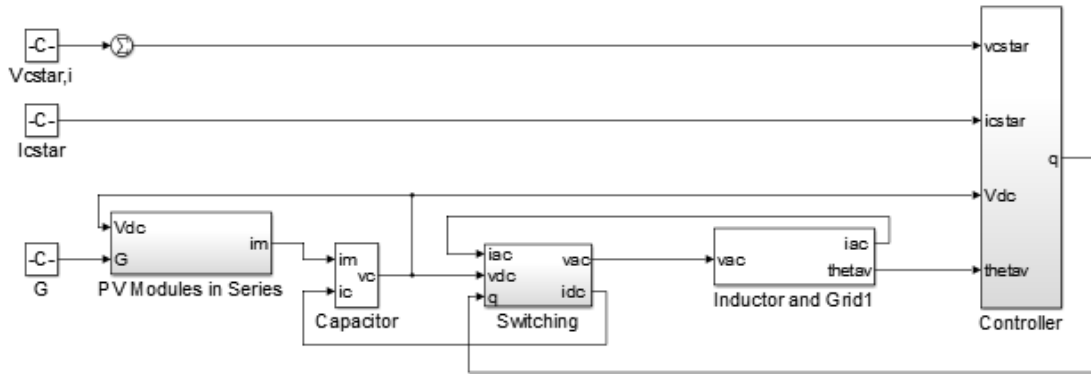 -C-
Σ
Vcstar,i
vcstar
-C-
Icstar
icstar
q
Vdc
Vdc
im
G
-C-
G
PV Modules in Series
im
vc
ic
Capacitor
iac
vac
vdc
idc
q
Switching
iac
vac
thetav
Inductor and Grid1
thetav
Controller